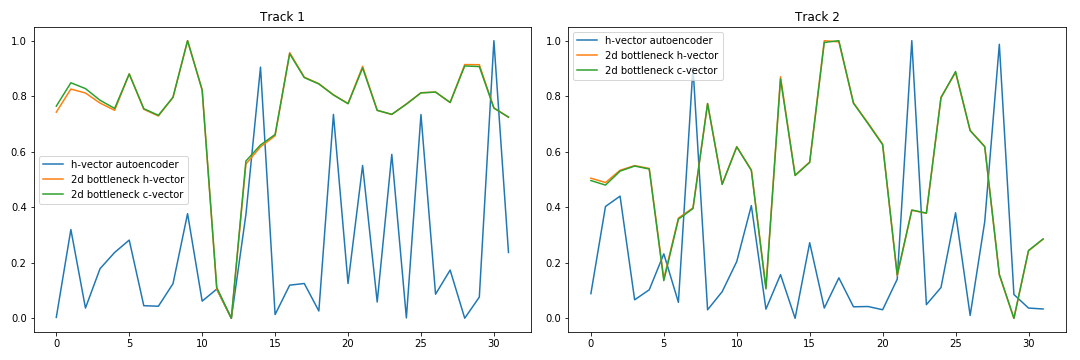 Track 1
1.0
0.8
0.6
0.4
0.2
0.0
h-vector autoencoder
2d bottleneck h-vector
2d bottleneck c-vector
0 5 10 15 20 25 30
Track 2
1.0
0.8
0.6
0.4
0.2
0.0
h-vector autoencoder
2d bottleneck h-vector
2d bottleneck c-vector
0 5 10 15 20 25 30